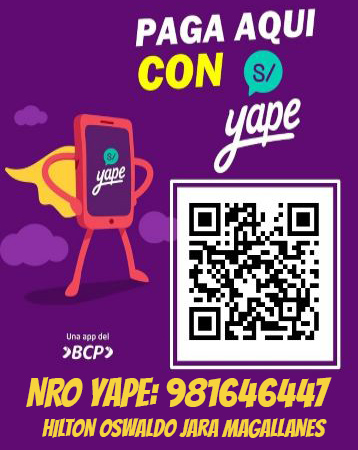 PAGA AQUI
CON S/
yape
S/
yape
Una app del
›BCP›
NRO YAPE: 981646447
HILTON OSWALDO JARA MAGALLANES